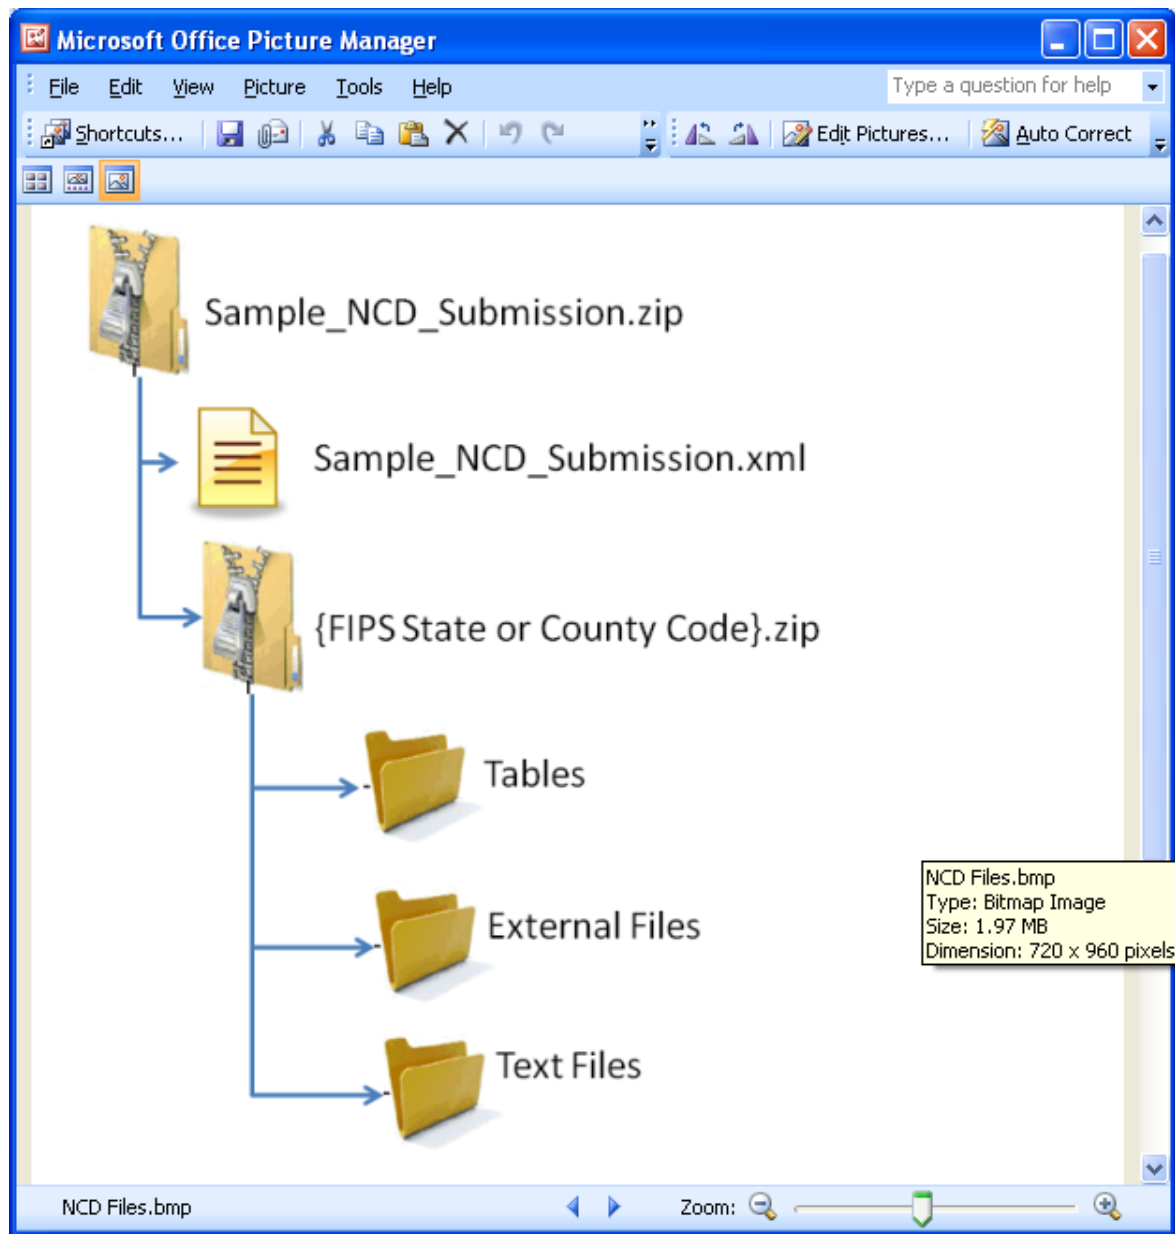 Microsoft Office Picture Manager
File Edit View Picture Tools Help Type a question for help
Shortcuts... Edit Pictures... Auto Correct
Sample_NCD_Submission.zip
Sample_NCD_Submission.xml
{FIPS State or County Code}.zip
Tables
NCD Files.bmp
Type: Bitmap Image
Size: 1.97 MB
Dimension: 720 x 960 pixels
External Files
Text Files
NCD Files.bmp Zoom: